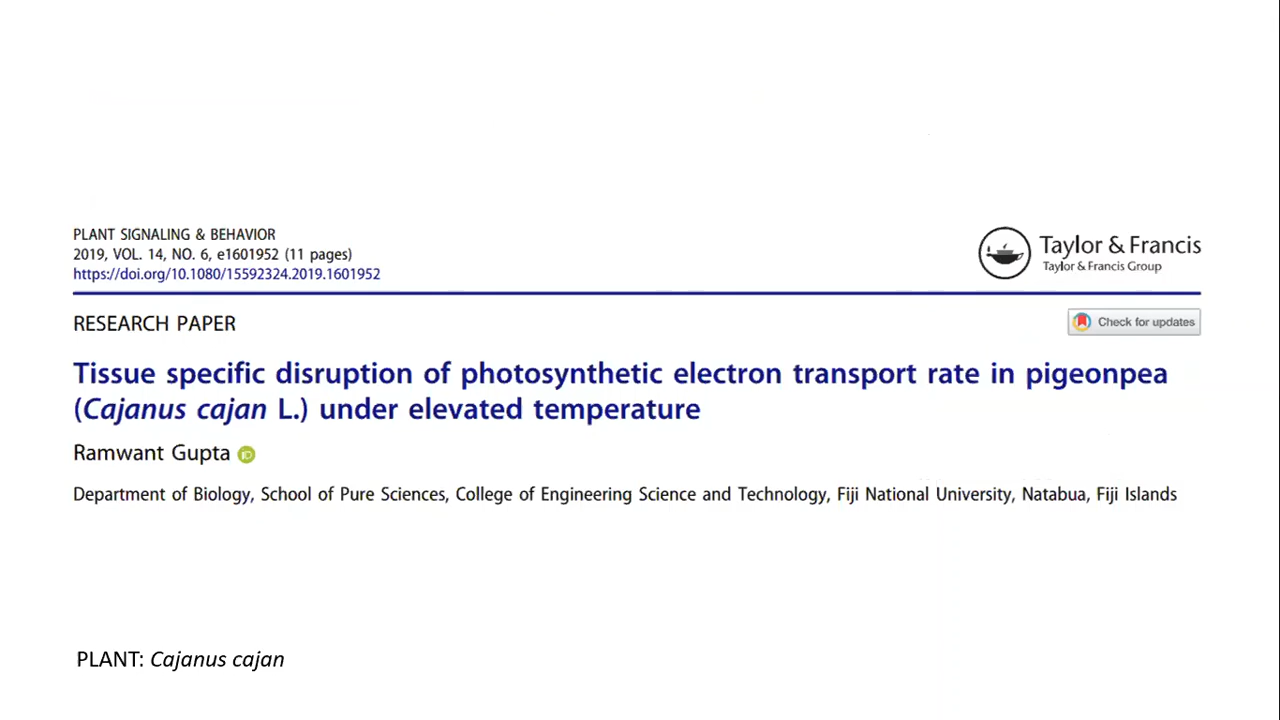 PLANT SIGNALING & BEHAVIOR
2019, VOL. 14, NO. 6, e1601952 (11 pages)
https://doi.org/10.1080/15592324.2019.1601952
Taylor & Francis
Taylor & Francis Group
RESEARCH PAPER
Check for updates
Tissue specific disruption of photosynthetic electron transport rate in pigeonpea
(Cajanus cajan L.) under elevated temperature
Ramwant Gupta iD
Department of Biology, School of Pure Sciences, College of Engineering Science and Technology, Fiji National University, Natabua, Fiji Islands
PLANT: Cajanus cajan